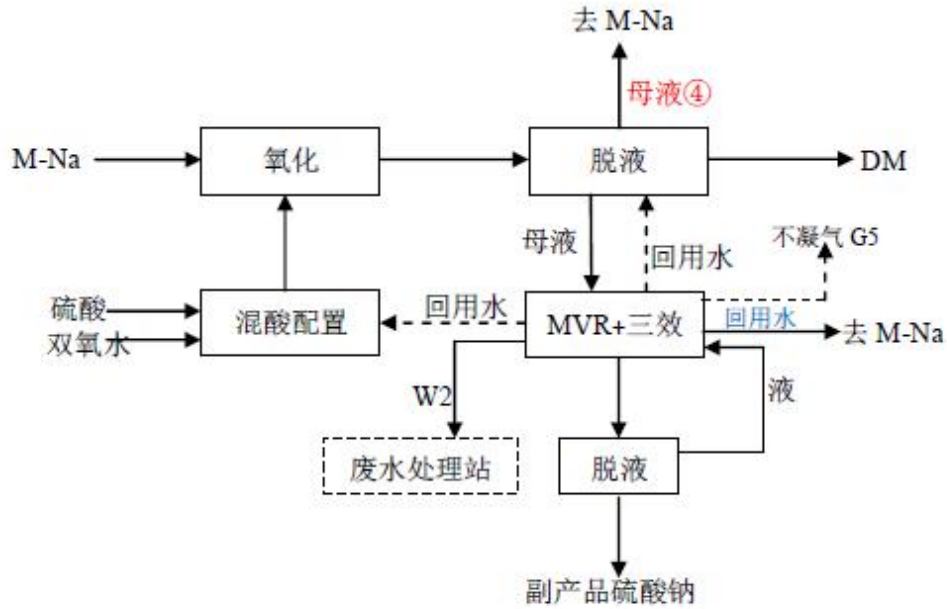 去 M-Na
母液④
M-Na
氧化
脱液
DM
母液
回用水
不凝气 G5
硫酸
双氧水
混酸配置
回用水
MVR+三效
回用水
去 M-Na
W2
液
废水处理站
脱液
副产品硫酸钠